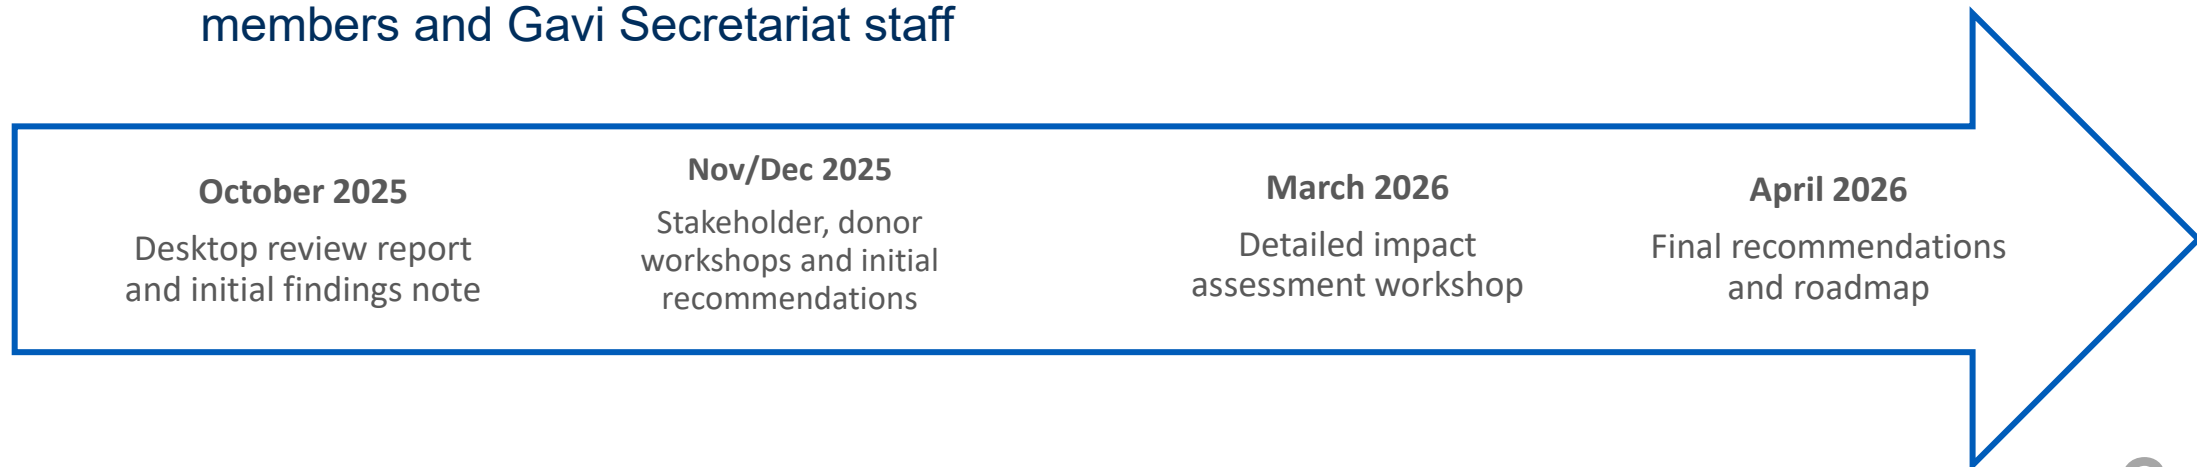 members and Gavi Secretariat staff
October 2025
Desktop review report
and initial findings note
Nov/Dec 2025
Stakeholder, donor
workshops and initial
recommendations
March 2026
Detailed impact
assessment workshop
April 2026
Final recommendations
and roadmap